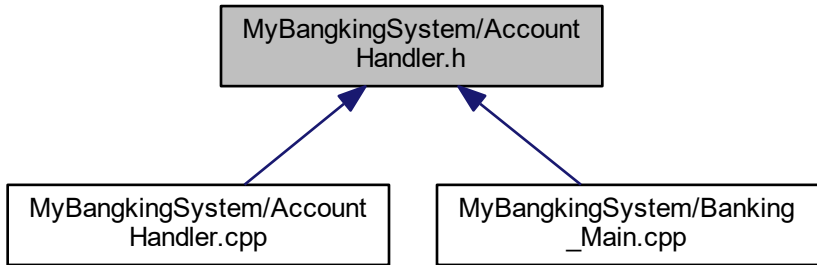 MyBangkingSystem/Account
Handler.h
MyBangkingSystem/Account
Handler.cpp
MyBangkingSystem/Banking
_Main.cpp